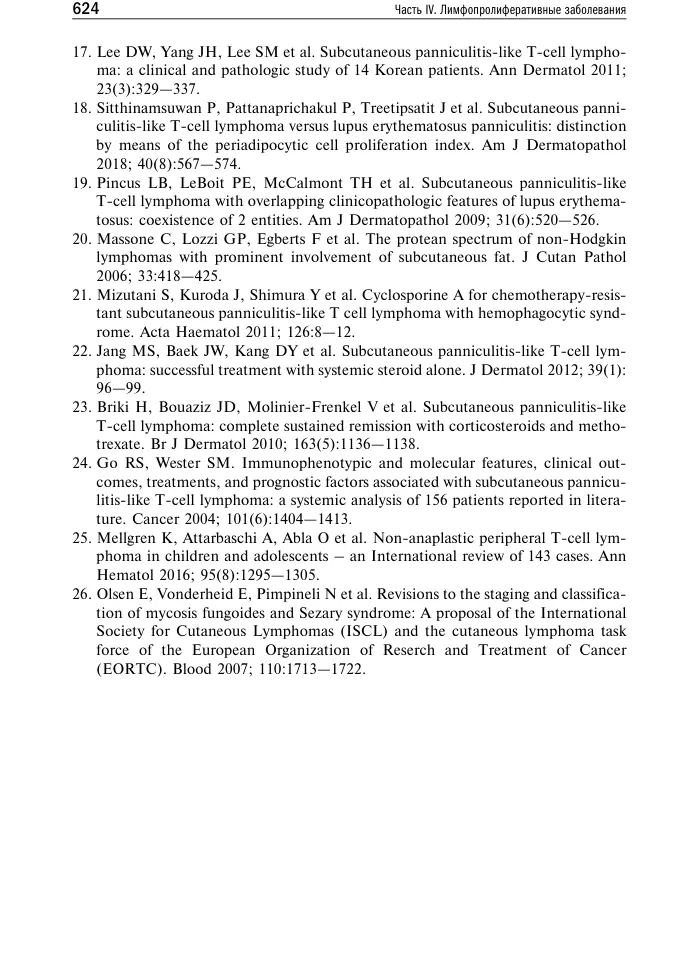 624
Часть IV. Лимфопролиферативные заболевания
17. Lee DW, Yang JH, Lee SM et al. Subcutaneous panniculitis-like T-cell lympho-
ma: a clinical and pathologic study of 14 Korean patients. Ann Dermatol 2011;
23(3):329—337.
18. Sitthinamsuwan P, Pattanaprichakul P, Treetipsatit J et al. Subcutaneous panni-
culitis-like T-cell lymphoma versus lupus erythematosus panniculitis: distinction
by means of the periadipocytic cell proliferation index. Am J Dermatopathol
2018; 40(8):567—574.
19. Pincus LB, LeBoit PE, McCalmont TH et al. Subcutaneous panniculitis-like
T-cell lymphoma with overlapping clinicopathologic features of lupus erythema-
tosus: coexistence of 2 entities. Am J Dermatopathol 2009; 31(6):520—526.
20. Massone C, Lozzi GP, Egberts F et al. The protean spectrum of non-Hodgkin
lymphomas with prominent involvement of subcutaneous fat. J Cutan Pathol
2006; 33:418—425.
21. Mizutani S, Kuroda J, Shimura Y et al. Cyclosporine A for chemotherapy-resis-
tant subcutaneous panniculitis-like T cell lymphoma with hemophagocytic synd-
rome. Acta Haematol 2011; 126:8—12.
22. Jang MS, Baek JW, Kang DY et al. Subcutaneous panniculitis-like T-cell lym-
phoma: successful treatment with systemic steroid alone. J Dermatol 2012; 39(1):
96—99.
23. Briki H, Bouaziz JD, Molinier-Frenkel V et al. Subcutaneous panniculitis-like
T-cell lymphoma: complete sustained remission with corticosteroids and metho-
trexate. Br J Dermatol 2010; 163(5):1136—1138.
24. Go RS, Wester SM. Immunophenotypic and molecular features, clinical out-
comes, treatments, and prognostic factors associated with subcutaneous pannicu-
litis-like T-cell lymphoma: a systemic analysis of 156 patients reported in litera-
ture. Cancer 2004; 101(6):1404—1413.
25. Mellgren K, Attarbaschi A, Abla O et al. Non-anaplastic peripheral T-cell lym-
phoma in children and adolescents – an International review of 143 cases. Ann
Hematol 2016; 95(8):1295—1305.
26. Olsen E, Vonderheid E, Pimpineli N et al. Revisions to the staging and classifica-
tion of mycosis fungoides and Sezary syndrome: A proposal of the International
Society for Cutaneous Lymphomas (ISCL) and the cutaneous lymphoma task
force of the European Organization of Reserch and Treatment of Cancer
(EORTC). Blood 2007; 110:1713—1722.